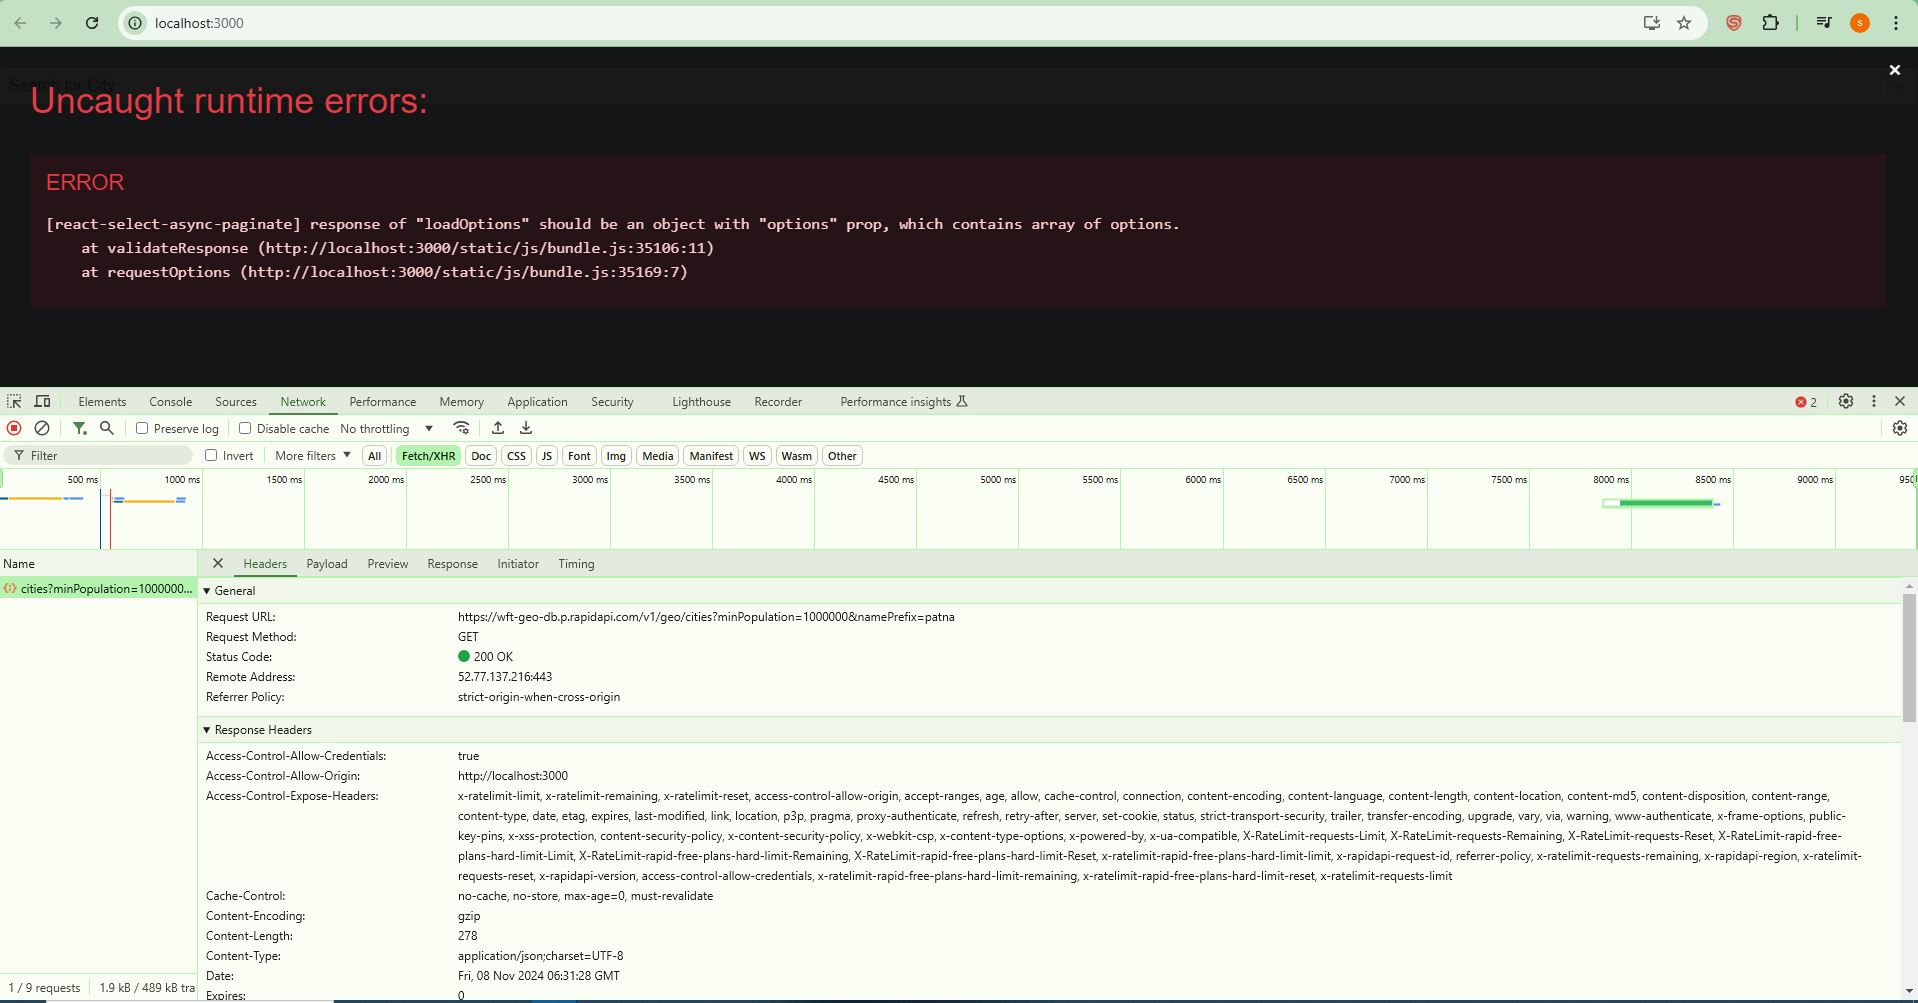 localhost:3000
S
Search for City
Uncaught runtime errors:
ERROR
[react-select-async-paginate] response of "loadOptions" should be an object with "options" prop, which contains array of options.
at validateResponse (http://localhost:3000/static/js/bundle.js:35106:11)
at requestOptions (http://localhost:3000/static/js/bundle.js:35169:7)
Elements Console Sources Network Performance Memory Application Security Lighthouse Recorder Performance insights 2
Preserve log Disable cache No throttling
Filter Invert More filters All Fetch/XHR Doc CSS JS Font Img Media Manifest WS Wasm Other
500 ms 1000 ms 1500 ms 2000 ms 2500 ms 3000 ms 3500 ms 4000 ms 4500 ms 5000 ms 5500 ms 6000 ms 6500 ms 7000 ms 7500 ms 8000 ms 8500 ms 9000 ms 950
Name Headers Payload Preview Response Initiator Timing
cities?minPopulation=1000000...
General
Request URL: https://wft-geo-db.p.rapidapi.com/v1/geo/cities?minPopulation=1000000&namePrefix=patna
Request Method: GET
Status Code: 200 OK
Remote Address: 52.77.137.216:443
Referrer Policy: strict-origin-when-cross-origin
Response Headers
Access-Control-Allow-Credentials: true
Access-Control-Allow-Origin: http://localhost:3000
Access-Control-Expose-Headers: x-ratelimit-limit, x-ratelimit-remaining, x-ratelimit-reset, access-control-allow-origin, accept-ranges, age, allow, cache-control, connection, content-encoding, content-language, content-length, content-location, content-md5, content-disposition, content-range,
content-type, date, etag, expires, last-modified, link, location, p3p, pragma, proxy-authenticate, refresh, retry-after, server, set-cookie, status, strict-transport-security, trailer, transfer-encoding, upgrade, vary, via, warning, www-authenticate, x-frame-options, public-
key-pins, x-xss-protection, content-security-policy, x-content-security-policy, x-webkit-csp, x-content-type-options, x-powered-by, x-ua-compatible, X-RateLimit-requests-Limit, X-RateLimit-requests-Remaining, X-RateLimit-requests-Reset, X-RateLimit-rapid-free-
plans-hard-limit-Limit, X-RateLimit-rapid-free-plans-hard-limit-Remaining, X-RateLimit-rapid-free-plans-hard-limit-Reset, x-ratelimit-rapid-free-plans-hard-limit-limit, x-rapidapi-request-id, referrer-policy, x-ratelimit-requests-remaining, x-rapidapi-region, x-ratelimit-
requests-reset, x-rapidapi-version, access-control-allow-credentials, x-ratelimit-rapid-free-plans-hard-limit-remaining, x-ratelimit-rapid-free-plans-hard-limit-reset, x-ratelimit-requests-limit
Cache-Control: no-cache, no-store, max-age=0, must-revalidate
Content-Encoding: gzip
Content-Length: 278
Content-Type: application/json;charset=UTF-8
Date: Fri, 08 Nov 2024 06:31:28 GMT
Expires: 0
1 / 9 requests 1.9 kB / 489 kB tra